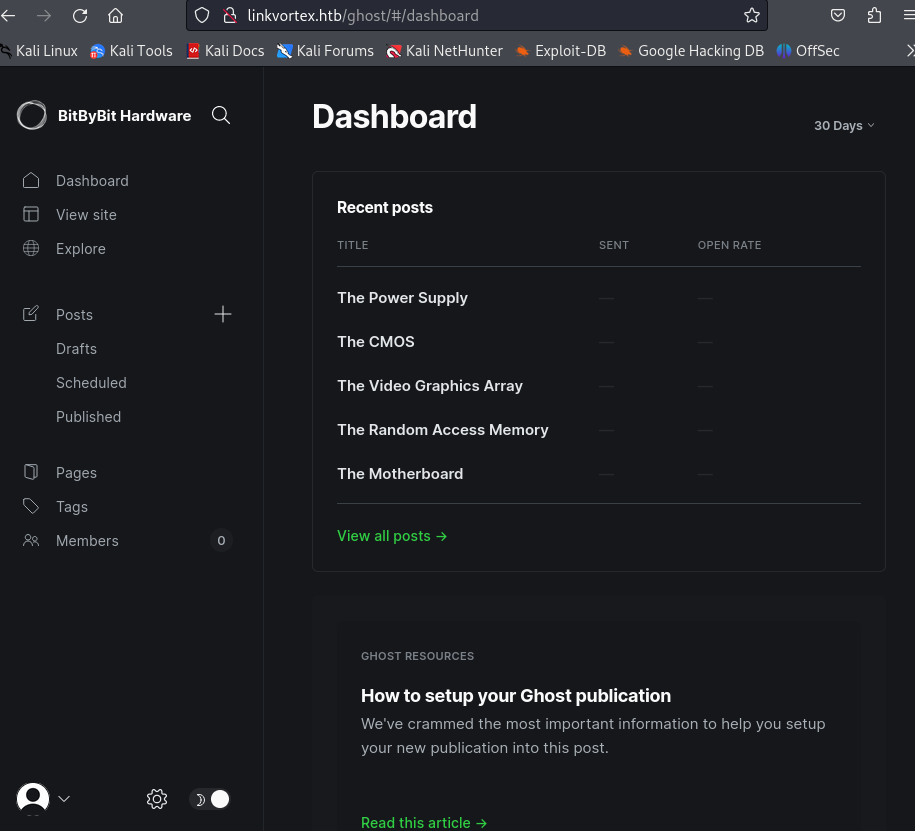 linkvortex.htb/ghost/#/dashboard
Kali Linux Kali Tools Kali Docs Kali Forums Kali NetHunter Exploit-DB Google Hacking DB OffSec
BitByBit Hardware
Dashboard
View site
Explore
Posts
Drafts
Scheduled
Published
Pages
Tags
Members 0
Dashboard
30 Days
Recent posts
TITLE SENT OPEN RATE
The Power Supply — —
The CMOS — —
The Video Graphics Array — —
The Random Access Memory — —
The Motherboard — —
View all posts →
GHOST RESOURCES
How to setup your Ghost publication
We've crammed the most important information to help you setup
your new publication into this post.
Read this article →